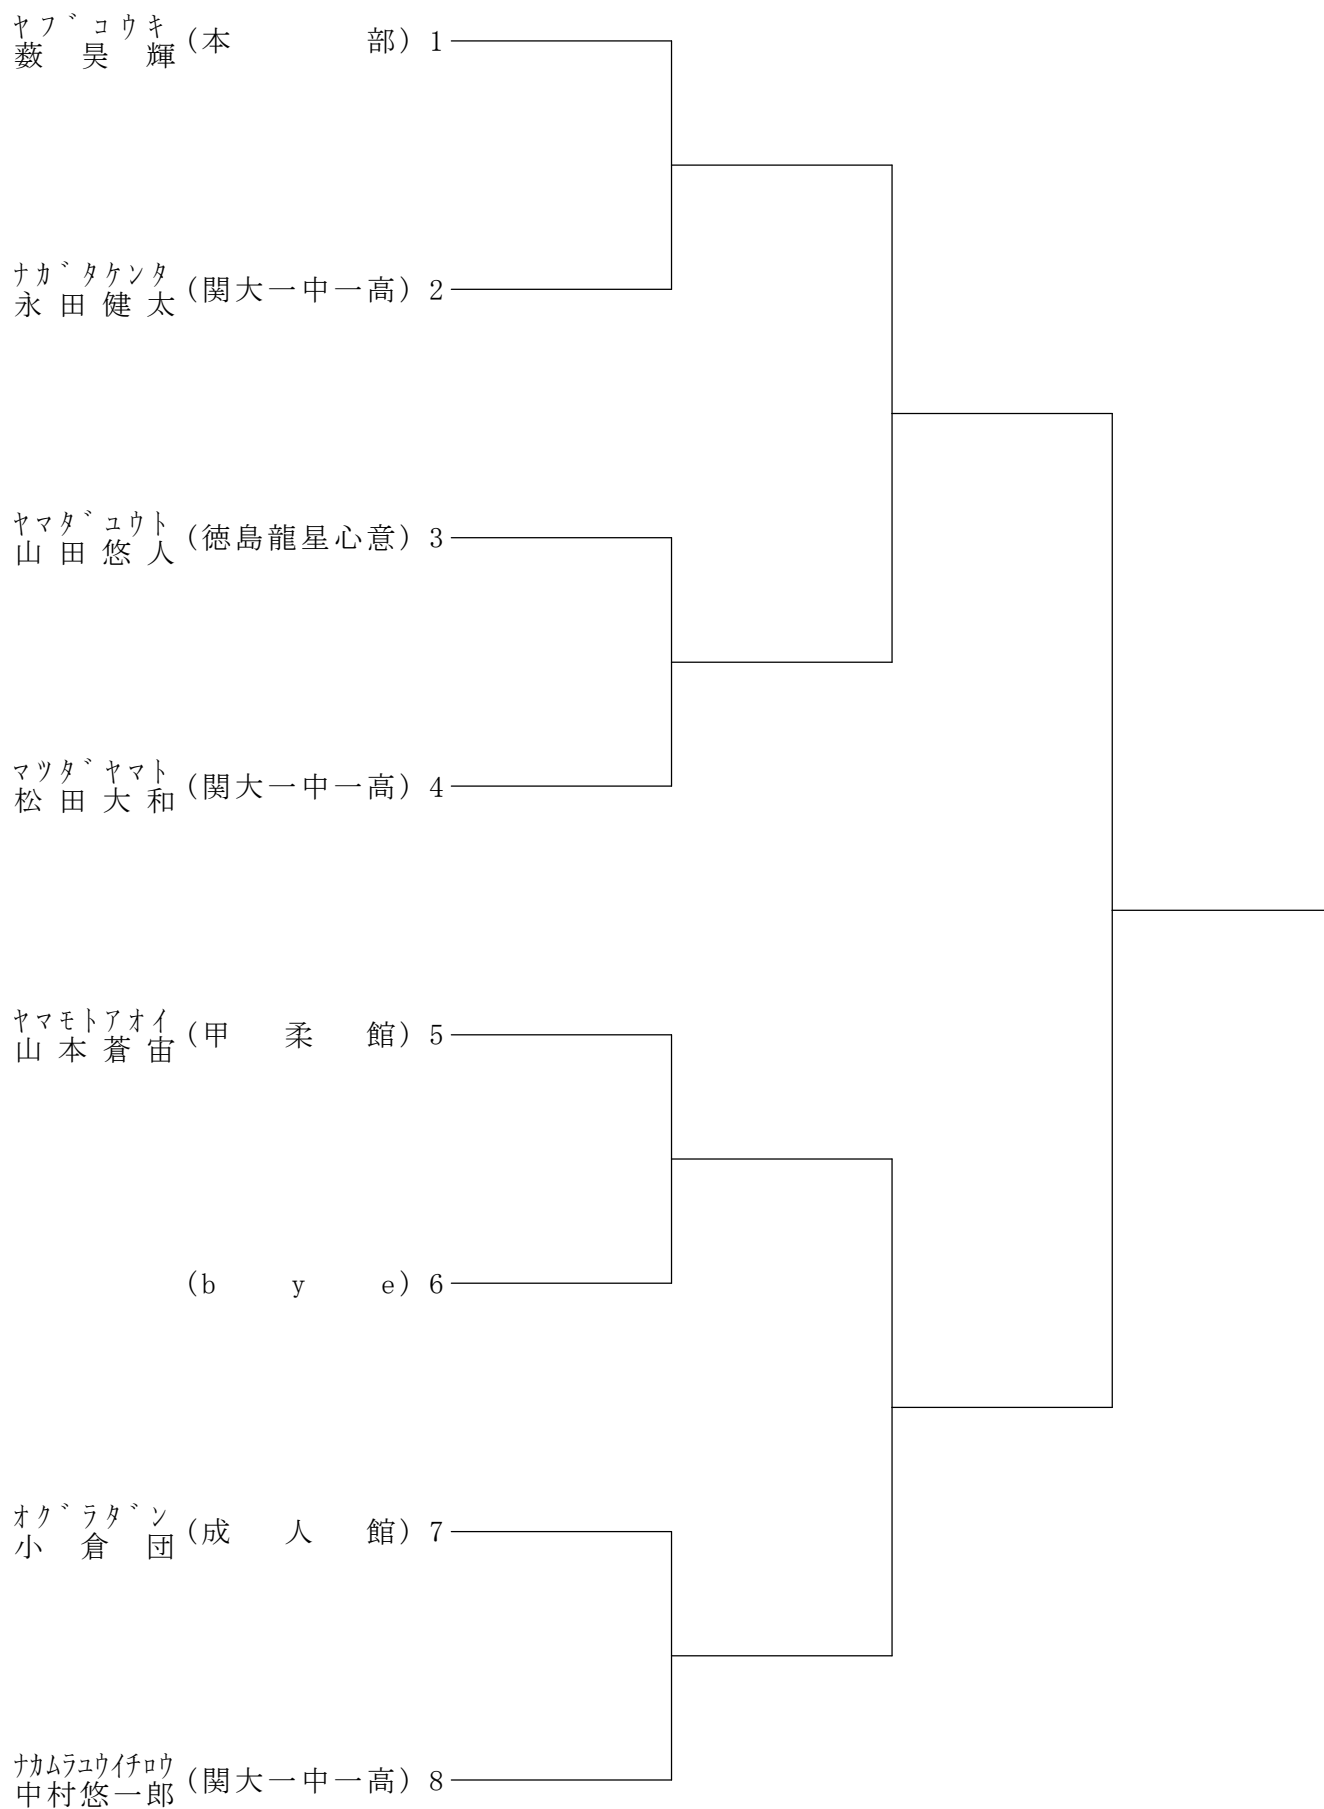 ヤブコウキ
藪昊輝 (本部) 1
ナガタケンタ
永田健太 (関大一中一高) 2
ヤマダユウト
山田悠人 (徳島龍星心意) 3
マツダヤマト
松田大和 (関大一中一高) 4
ヤマモトアオイ
山本蒼宙 (甲柔館) 5
(bye) 6
オグラダン
小倉団 (成人館) 7
ナカムラユウイチロウ
中村悠一郎 (関大一中一高) 8